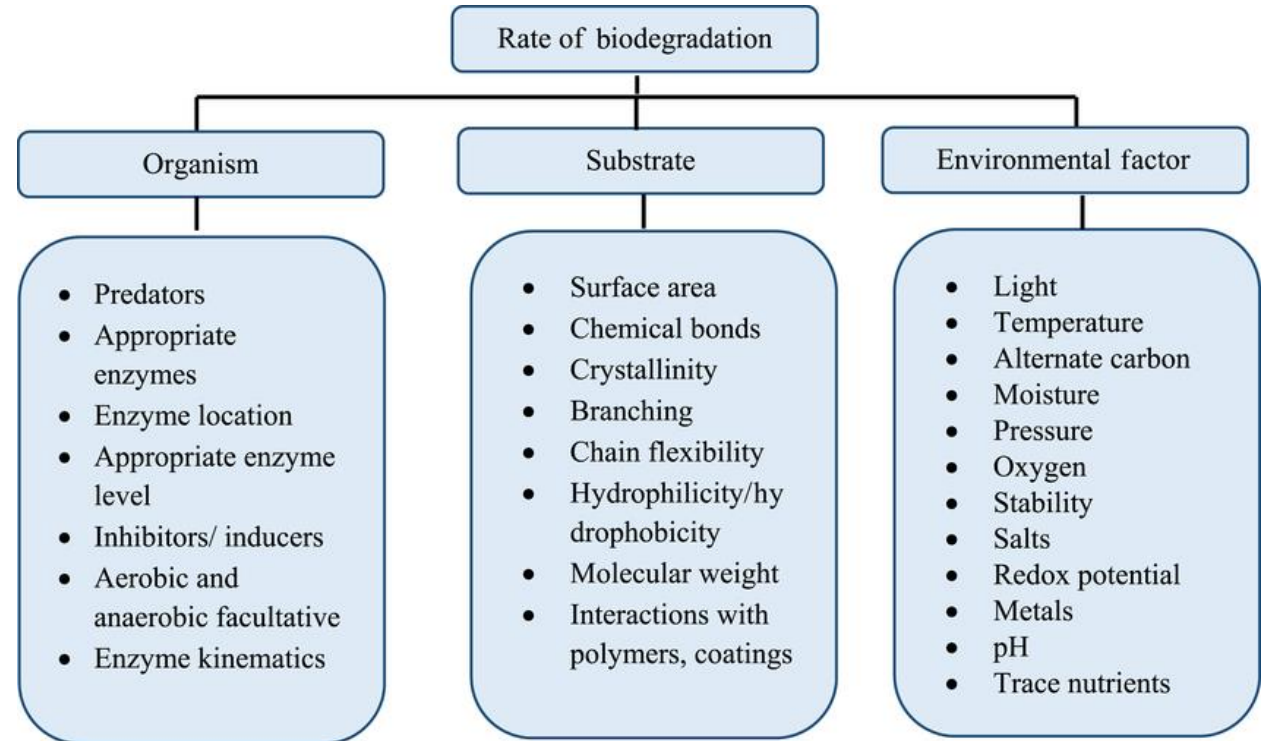 Rate of biodegradation
Organism
Substrate
Environmental factor
• Predators
• Appropriate
enzymes
• Enzyme location
• Appropriate enzyme
level
• Inhibitors/ inducers
• Aerobic and
anaerobic facultative
• Enzyme kinematics
• Surface area
• Chemical bonds
• Crystallinity
• Branching
• Chain flexibility
• Hydrophilicity/hy
drophobicity
• Molecular weight
• Interactions with
polymers, coatings
• Light
• Temperature
• Alternate carbon
• Moisture
• Pressure
• Oxygen
• Stability
• Salts
• Redox potential
• Metals
• pH
• Trace nutrients